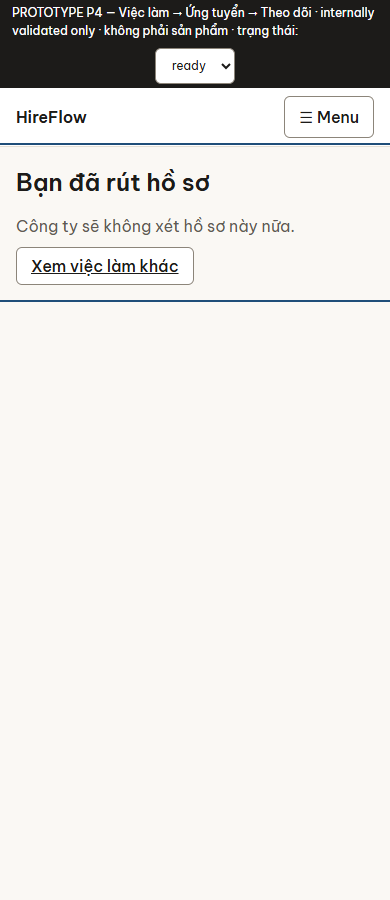 PROTOTYPE P4 — Việc làm → Ứng tuyển → Theo dõi · internally
validated only · không phải sản phẩm · trạng thái:
ready
HireFlow
☰ Menu
Bạn đã rút hồ sơ
Công ty sẽ không xét hồ sơ này nữa.
Xem việc làm khác